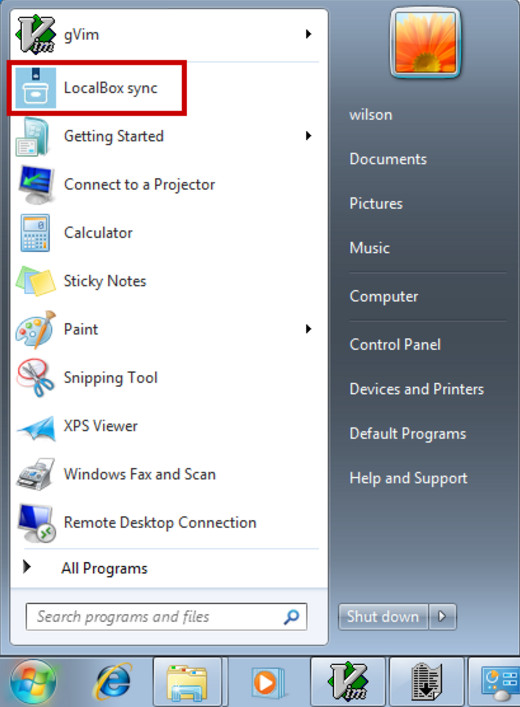 gVim
LocalBox sync
Getting Started
Connect to a Projector
Calculator
Sticky Notes
Paint
Snipping Tool
XPS Viewer
Windows Fax and Scan
Remote Desktop Connection
All Programs
Search programs and files
wilson
Documents
Pictures
Music
Computer
Control Panel
Devices and Printers
Default Programs
Help and Support
Shut down